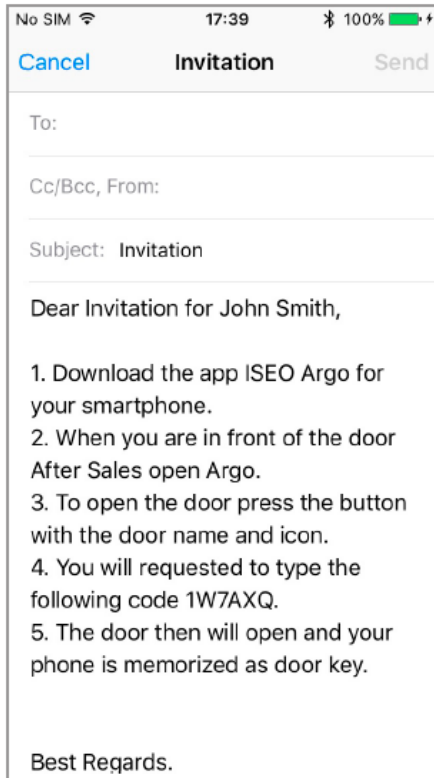 No SIM 17:39 100%
Cancel Invitation Send
To:
Cc/Bcc, From:
Subject: Invitation
Dear Invitation for John Smith,
1. Download the app ISEO Argo for
your smartphone.
2. When you are in front of the door
After Sales open Argo.
3. To open the door press the button
with the door name and icon.
4. You will requested to type the
following code 1W7AXQ.
5. The door then will open and your
phone is memorized as door key.
Best Regards.